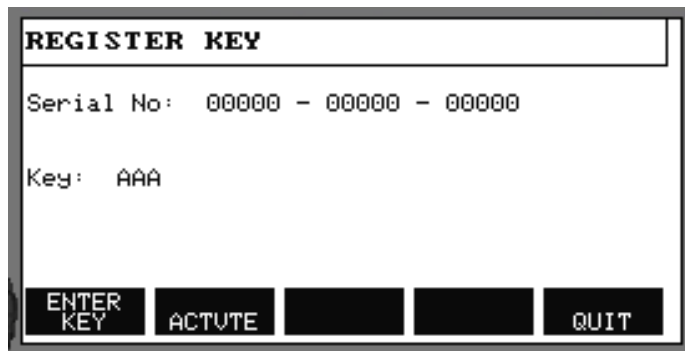 REGISTER KEY
Serial No: 00000 - 00000 - 00000
Key: AAA
ENTER KEY
ACTVTE
QUIT